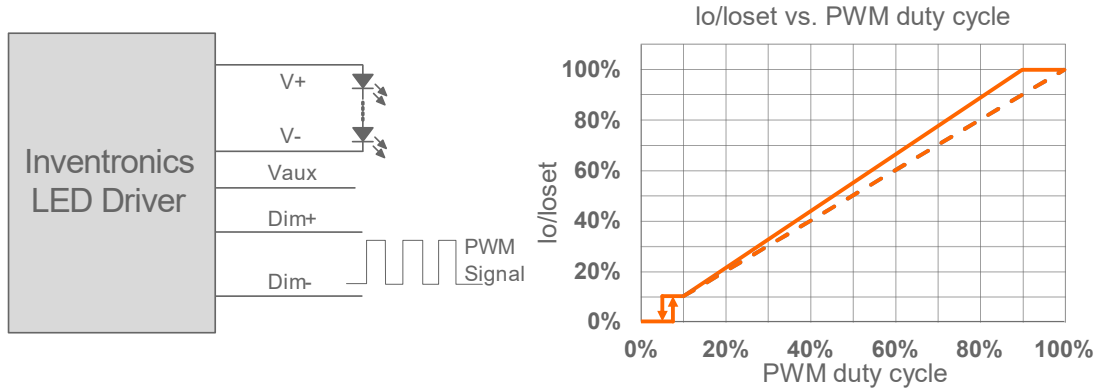 Inventronics
LED Driver
V+
V-
Vaux
Dim+
Dim-
PWM
Signal
Io/Ioset vs. PWM duty cycle
Io/Ioset
100%
80%
60%
40%
20%
0%
0% 20% 40% 60% 80% 100%
PWM duty cycle